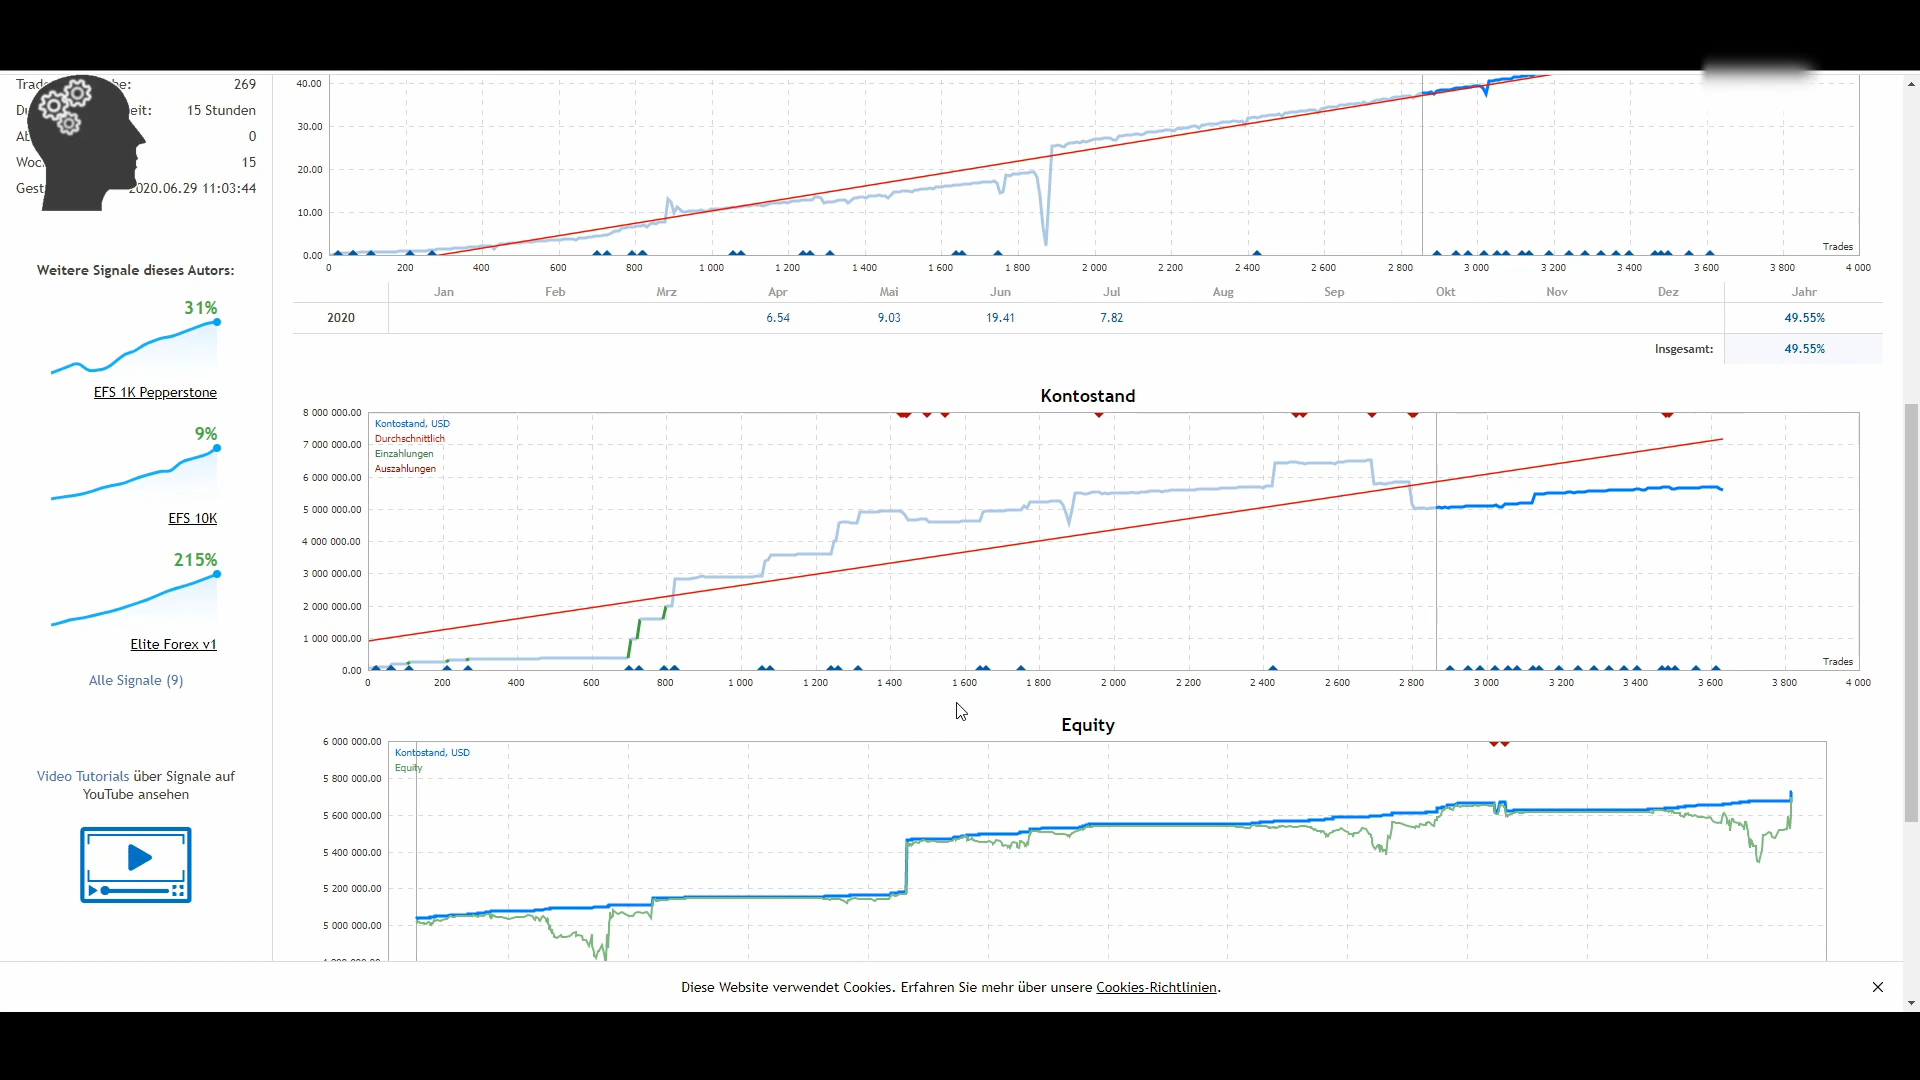 269
15 Stunden
0
15
2020.06.29 11:03:44
Weitere Signale dieses Autors:
31%
EFS 1K Pepperstone
9%
EFS 10K
215%
Elite Forex v1
Alle Signale (9)
Video Tutorials über Signale auf
YouTube ansehen
40.00
30.00
20.00
10.00
0.00
Trades
0 200 400 600 800 1 000 1 200 1 400 1 600 1 800 2 000 2 200 2 400 2 600 2 800 3 000 3 200 3 400 3 600 3 800 4 000
Jan Feb Mrz Apr Mai Jun Jul Aug Sep Okt Nov Dez Jahr
2020 6.54 9.03 19.41 7.82 49.55%
Insgesamt: 49.55%
Kontostand
8 000 000.00
7 000 000.00
6 000 000.00
5 000 000.00
4 000 000.00
3 000 000.00
2 000 000.00
1 000 000.00
0.00
Kontostand, USD
Durchschnittlich
Einzahlungen
Auszahlungen
Trades
0 200 400 600 800 1 000 1 200 1 400 1 600 1 800 2 000 2 200 2 400 2 600 2 800 3 000 3 200 3 400 3 600 3 800 4 000
Equity
6 000 000.00
5 800 000.00
5 600 000.00
5 400 000.00
5 200 000.00
5 000 000.00
Kontostand, USD
Equity
Diese Website verwendet Cookies. Erfahren Sie mehr über unsere Cookies-Richtlinien.